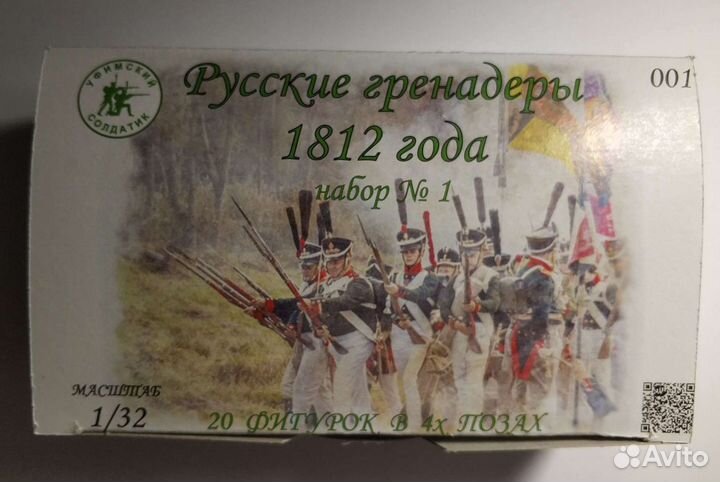 УФИМСКИЙ
СОЛДАТИК
Русские гренадеры
1812 года
набор № 1
001
МАСШТАБ
1/32
20 ФИГУРОК В 4х ПОЗАХ
Avito